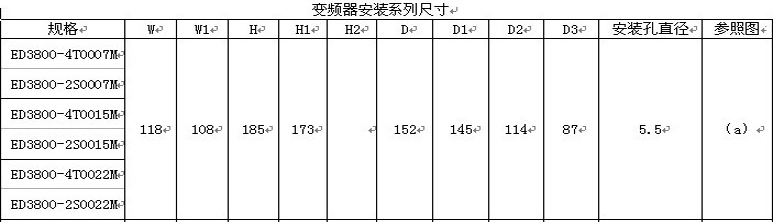 变频器安装系列尺寸
规格 W W1 H H1 H2 D D1 D2 D3 安装孔直径 参照图
ED3800-4T0007M
ED3800-2S0007M
ED3800-4T0015M
118 108 185 173 152 145 114 87 5.5 （a）
ED3800-2S0015M
ED3800-4T0022M
ED3800-2S0022M